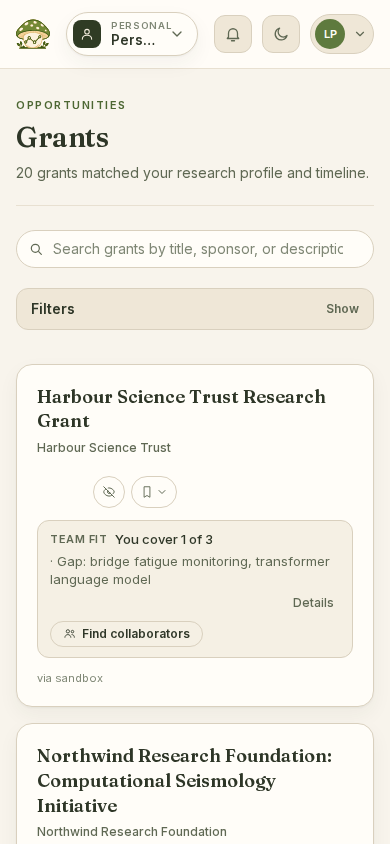 PERSONAL
Pers...
LP
OPPORTUNITIES
Grants
20 grants matched your research profile and timeline.
Search grants by title, sponsor, or descriptic
Filters
Show
Harbour Science Trust Research
Grant
Harbour Science Trust
TEAM FIT You cover 1 of 3
· Gap: bridge fatigue monitoring, transformer
language model
Details
Find collaborators
via sandbox
Northwind Research Foundation:
Computational Seismology
Initiative
Northwind Research Foundation